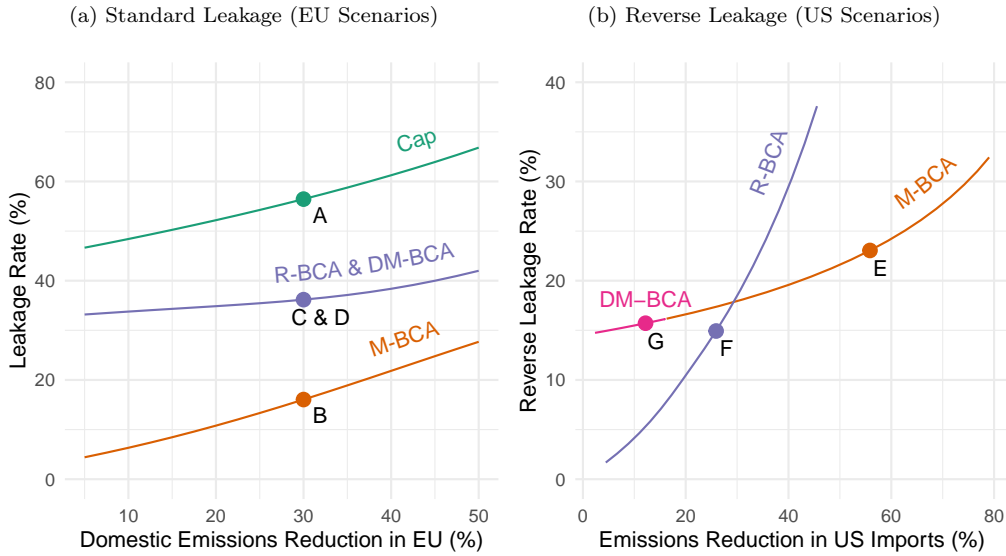 (a) Standard Leakage (EU Scenarios)
80
60
40
20
0
10
20
30
40
50
Leakage Rate (%)
Domestic Emissions Reduction in EU (%)
Cap
A
R-BCA & DM-BCA
C & D
M-BCA
B
(b) Reverse Leakage (US Scenarios)
40
30
20
10
0
0
20
40
60
80
Reverse Leakage Rate (%)
Emissions Reduction in US Imports (%)
R-BCA
M-BCA
E
DM−BCA
G
F